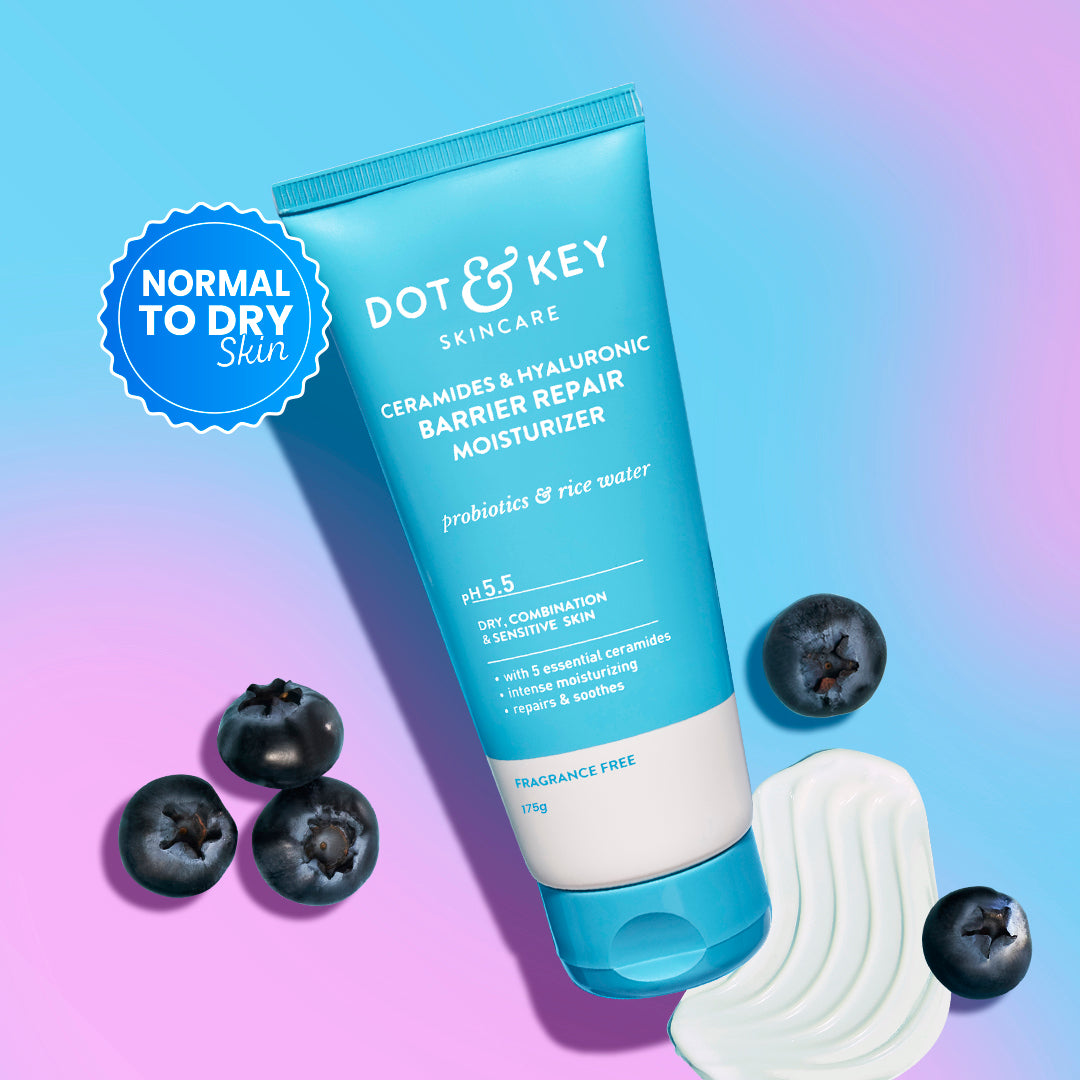 NORMAL
TO DRY
Skin
DOT & KEY
SKINCARE
CERAMIDES & HYALURONIC
BARRIER REPAIR
MOISTURIZER
probiotics & rice water
pH 5.5
DRY, COMBINATION
& SENSITIVE SKIN
• with 5 essential ceramides
• intense moisturizing
• repairs & soothes
FRAGRANCE FREE
175g